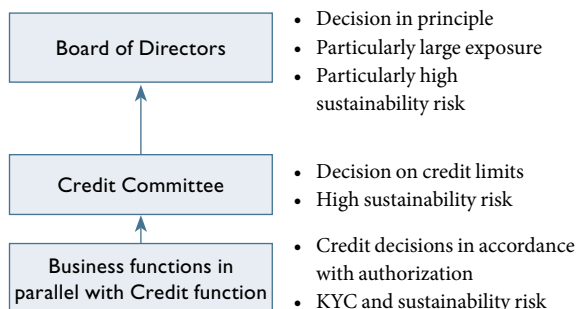 Board of Directors
• Decision in principle
• Particularly large exposure
• Particularly high
sustainability risk
Credit Committee
• Decision on credit limits
• High sustainability risk
Business functions in
parallel with Credit function
• Credit decisions in accordance
with authorization
• KYC and sustainability risk